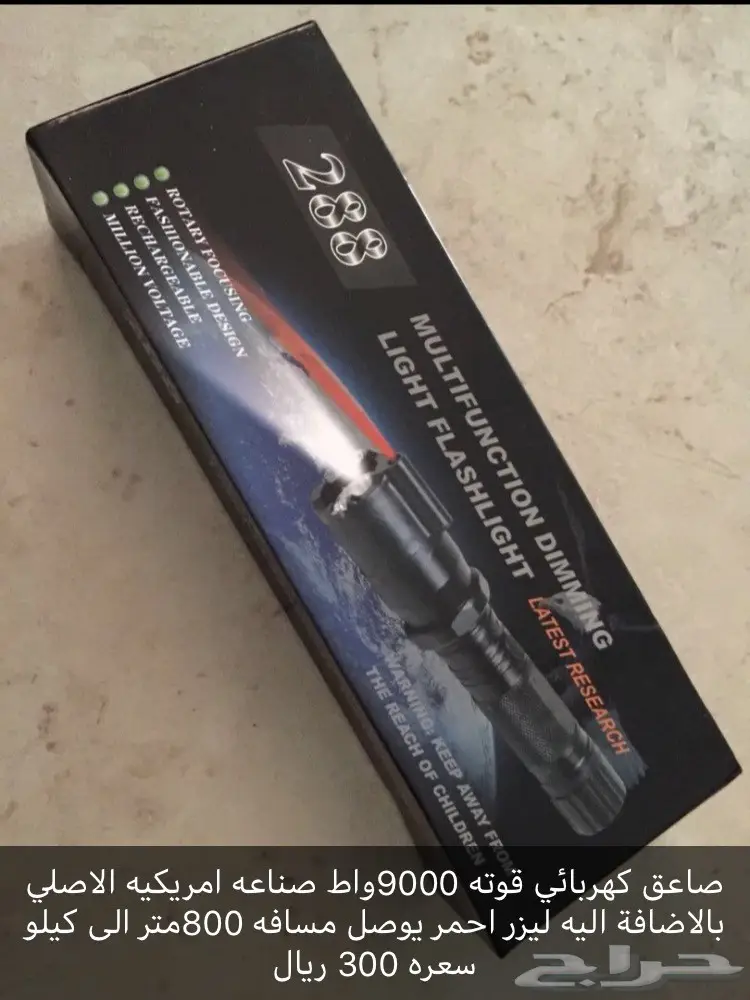 288
ROTARY FOCUSING
FASHIONABLE DESIGN
RECHARGEABLE
MILLION VOLTAGE
MULTIFUNCTION DIMMING
LIGHT FLASHLIGHT
LATEST RESEARCH
WARNING: KEEP AWAY FROM
THE REACH OF CHILDREN
صاعق كهربائي قوته 9000واط صناعه امريكيه الاصلي
بالاضافة اليه ليزر احمر يوصل مسافه 800متر الى كيلو
سعره 300 ريال
حراج